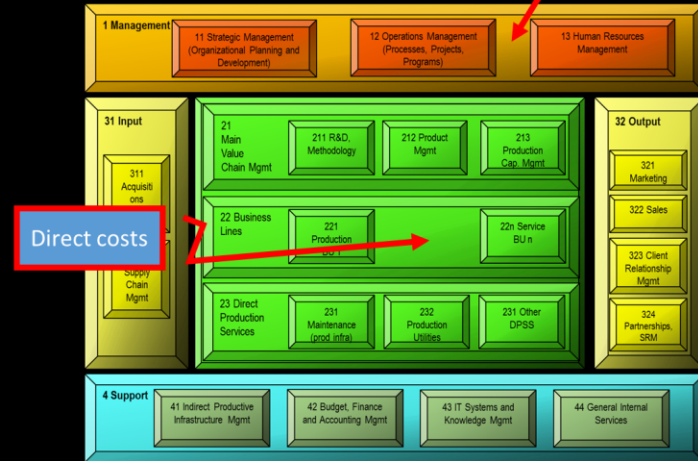 1 Management
11 Strategic Management
(Organizational Planning and
Development)
12 Operations Management
(Processes, Projects,
Programs)
13 Human Resources
Management
31 Input
311
Acquisiti
ons
Supply
Chain
Mgmt
Direct costs
21
Main
Value
Chain Mgmt
211 R&D,
Methodology
212 Product
Mgmt
213
Production
Cap. Mgmt
22 Business
Lines
221
Production
22n Service
BU n
23 Direct
Production
Services
231
Maintenance
(prod infra)
232
Production
Utilities
231 Other
DPSS
32 Output
321
Marketing
322 Sales
323 Client
Relationship
Mgmt
324
Partnerships,
SRM
4 Support
41 Indirect Productive
Infrastructure Mgmt
42 Budget, Finance
and Accounting Mgmt
43 IT Systems and
Knowledge Mgmt
44 General Internal
Services